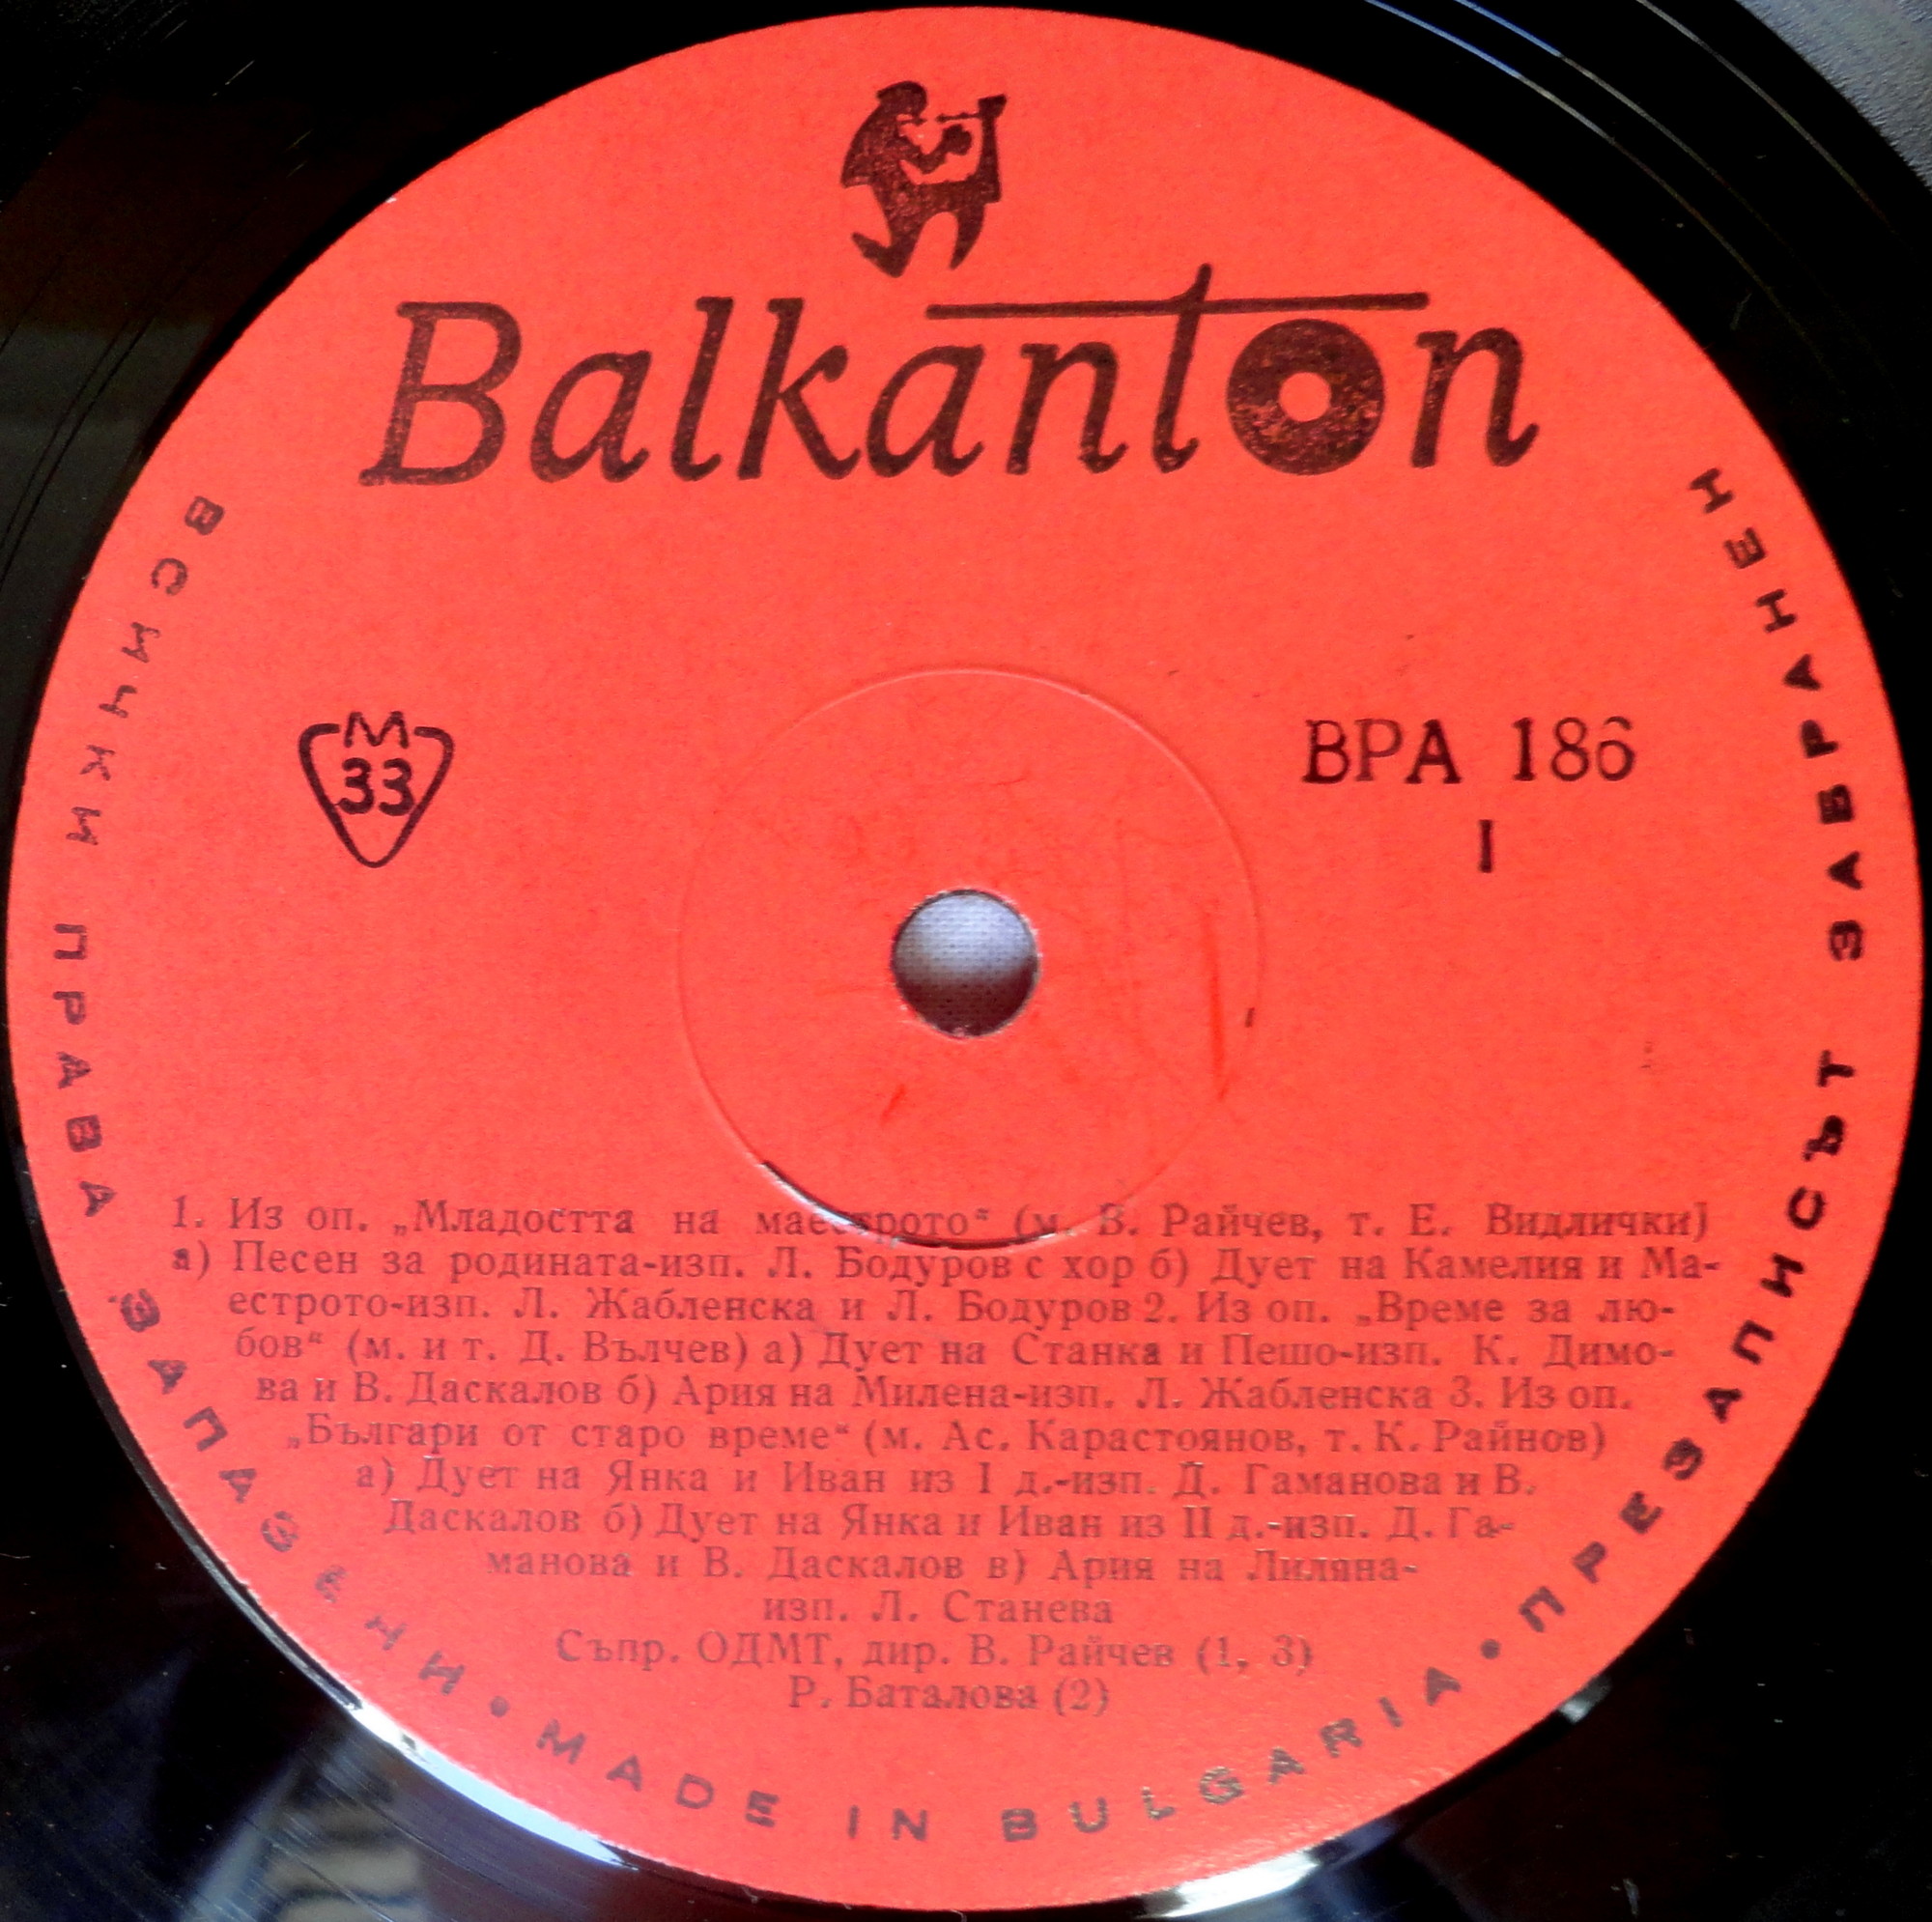 Balkanton
M
33
ВРА 186
I
1. Из оп. „Младостта на маестрото“ (м. В. Райчев, т. Е. Видлички)
а) Песен за родината-изп. Л. Бодуров с хор б) Дует на Камелия и Ма-
естрото-изп. Л. Жабленска и Л. Бодуров 2. Из оп. „Време за лю-
бов“ (м. и т. Д. Вълчев) а) Дует на Станка и Пешо-изп. К. Димо-
ва и В. Даскалов б) Ария на Милена-изп. Л. Жабленска 3. Из оп.
„Българи от старо време“ (м. Ас. Карастоянов, т. К. Райнов)
а) Дует на Янка и Иван из I д.-изп. Д. Гаманова и В.
Даскалов б) Дует на Янка и Иван из II д.-изп. Д. Га-
манова и В. Даскалов в) Ария на Лиляна-
изп. Л. Станева
Съпр. ОДМТ, дир. В. Райчев (1, 3)
Р. Баталова (2)
ВСИЧКИ ПРАВА ЗАПАЗЕНИ • MADE IN BULGARIA • ПРЕЗАПИСЪТ ЗАБРАНЕН